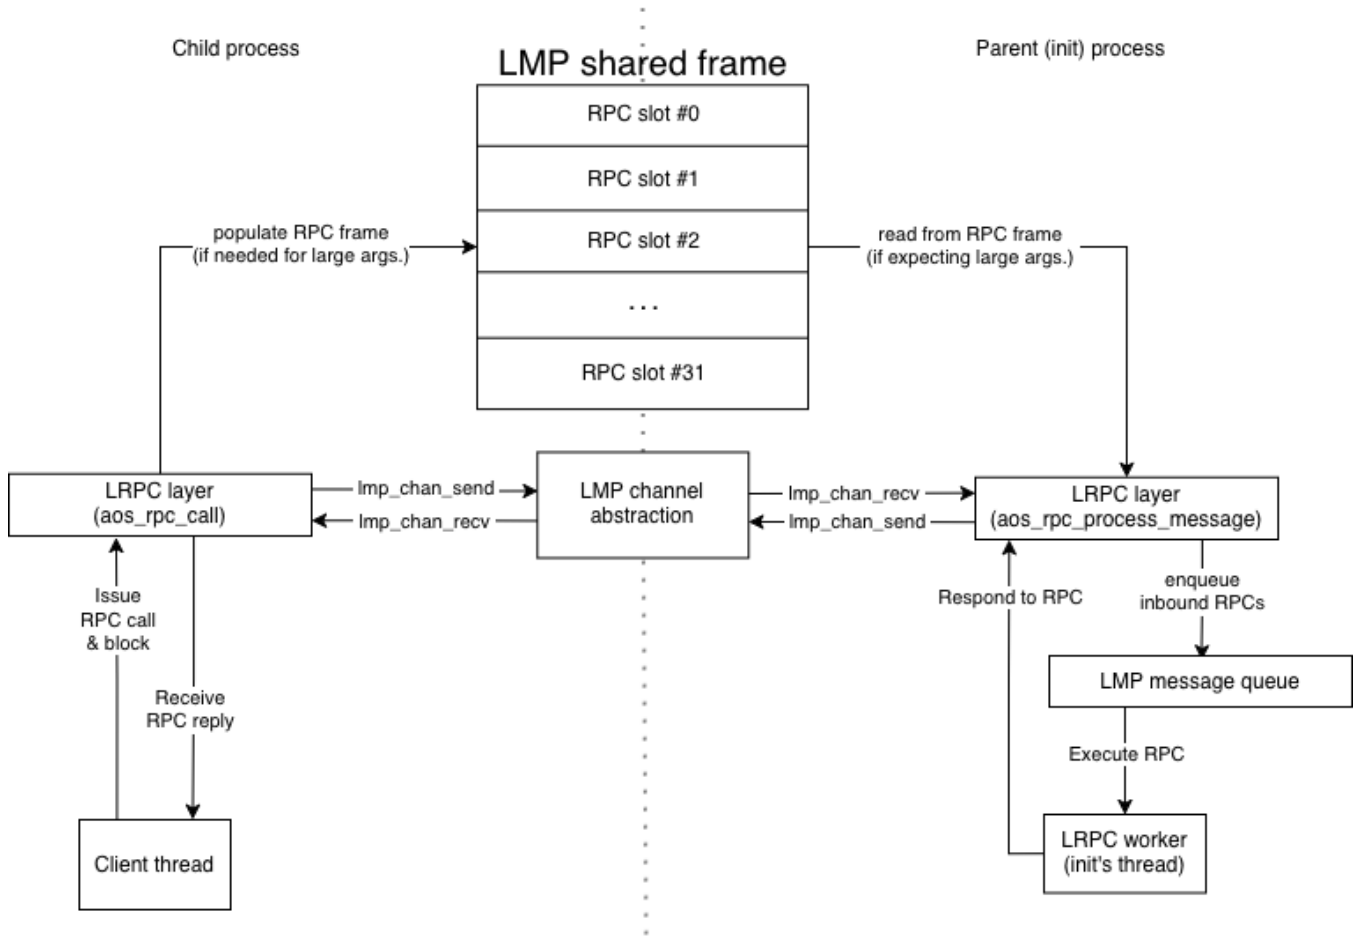 Child process
LMP shared frame
Parent (init) process
RPC slot #0
RPC slot #1
RPC slot #2
...
RPC slot #31
populate RPC frame
(if needed for large args.)
read from RPC frame
(if expecting large args.)
LRPC layer
(aos_rpc_call)
lmp_chan_send
lmp_chan_recv
LMP channel
abstraction
lmp_chan_recv
lmp_chan_send
LRPC layer
(aos_rpc_process_message)
Issue
RPC call
& block
Receive
RPC reply
Client thread
Respond to RPC
enqueue
inbound RPCs
LMP message queue
Execute RPC
LRPC worker
(init's thread)